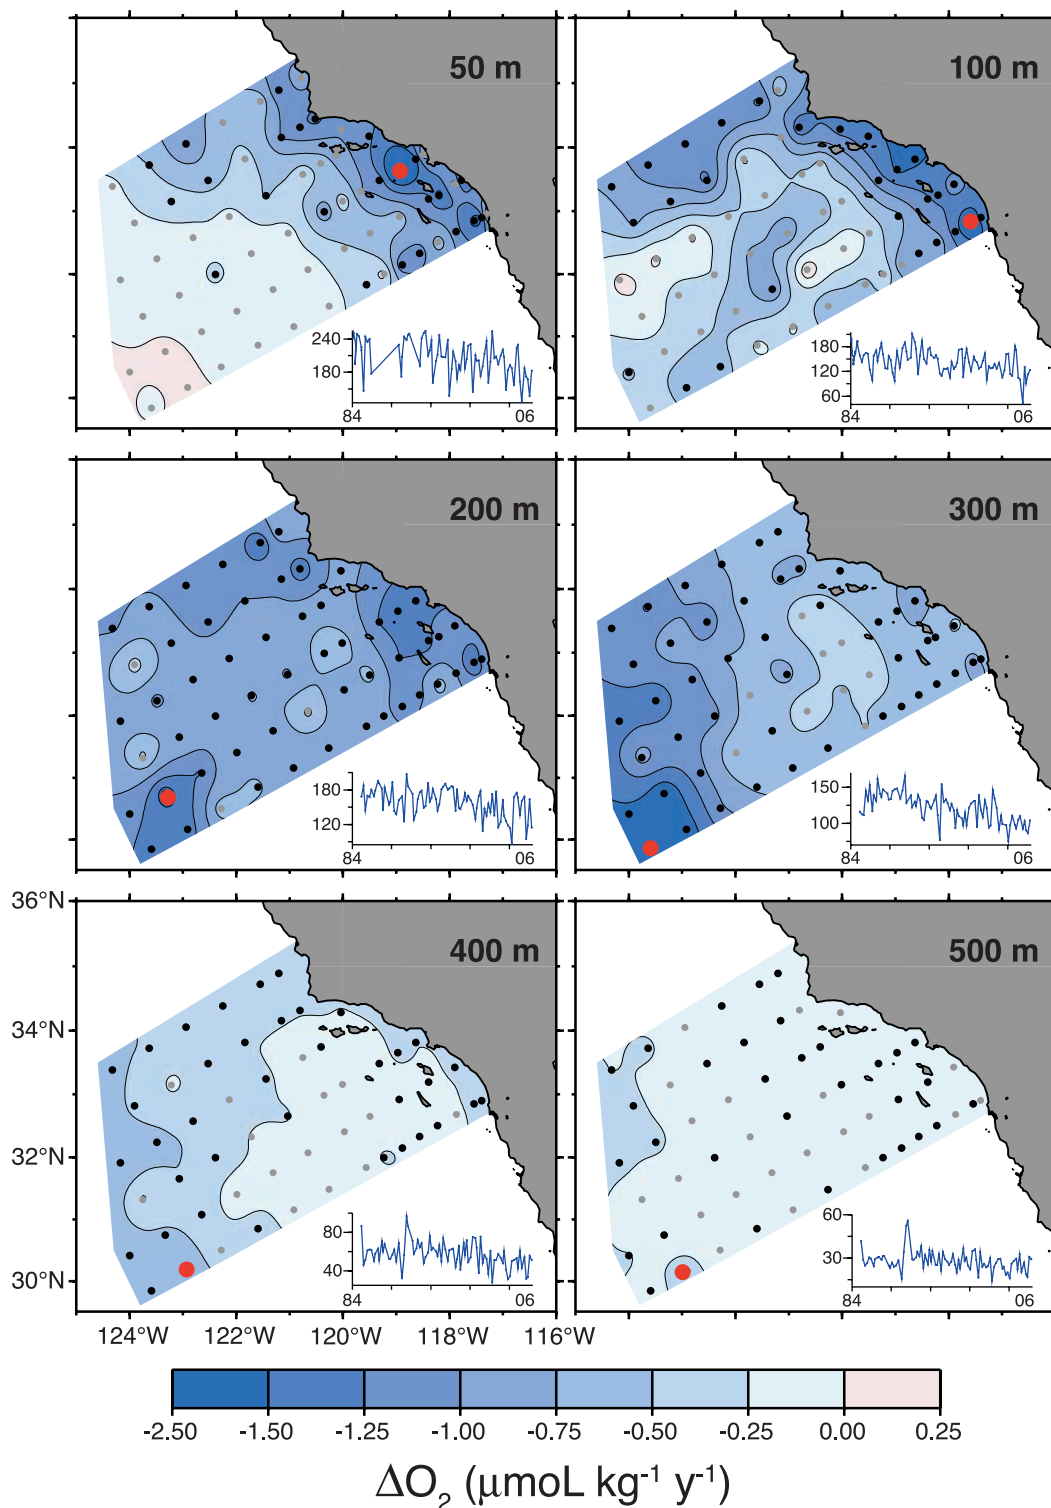 50 m
100 m
240
180
84
06
180
120
60
84
06
200 m
300 m
180
120
84
06
150
100
84
06
36°N
34°N
32°N
30°N
400 m
500 m
80
40
84
06
60
30
84
06
124°W
122°W
120°W
118°W
116°W
-2.50
-1.50
-1.25
-1.00
-0.75
-0.50
-0.25
0.00
0.25
ΔO₂ (μmoL kg⁻¹ y⁻¹)